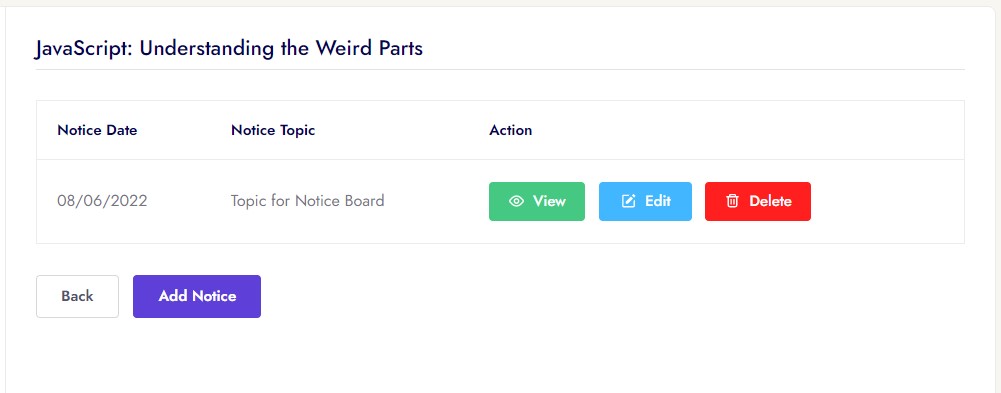 JavaScript: Understanding the Weird Parts
Notice Date Notice Topic Action
08/06/2022 Topic for Notice Board View Edit Delete
Back Add Notice